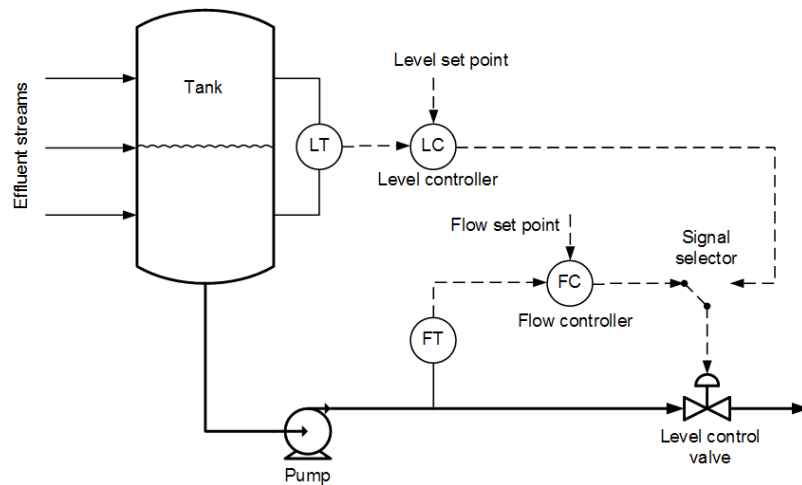 Level set point
Tank
Effluent streams
LT
LC
Level controller
Flow set point
Signal
selector
FC
Flow controller
FT
Level control
valve
Pump